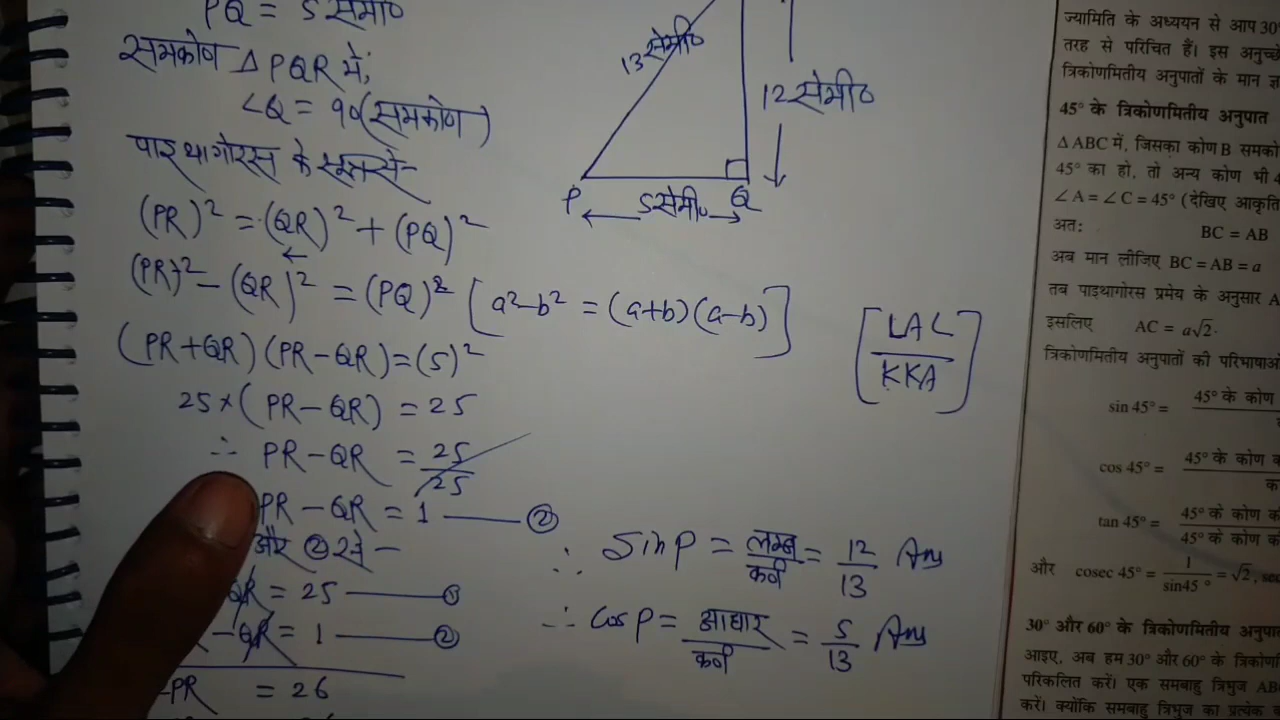 PQ = 5 सेमी०
समकोण Δ PQR में,
∠Q = 90 (समकोण)
पाइथागोरस के सूत्र से -
(PR)² = (QR)² + (PQ)²
(PR)² - (QR)² = (PQ)² [a²-b² = (a+b)(a-b)]
(PR+QR) (PR-QR) = (5)²
25 × (PR-QR) = 25
∴ PR-QR = 25/25
PR-QR = 1 — ②
और ② से -
QR = 25 — ①
-QR = 1 — ②
PR = 26
13 सेमी०
12 सेमी०
P
Q
5 सेमी०
[LAL/KKA]
∴ Sin P = लम्ब/कर्ण = 12/13 Ans
∴ Cos P = आधार/कर्ण = 5/13 Ans
ज्यामिति के अध्ययन से आप 30°
तरह से परिचित हैं। इस
त्रिकोणमितीय अनुपातों के मान
45° के त्रिकोणमितीय अनुपात
Δ ABC में, जिसका कोण B
45° का हो, तो अन्य कोण भी
∠A = ∠C = 45° (देखिए
अतः BC = AB
अब मान लीजिए BC = AB = a
तब पाइथागोरस प्रमेय के अनुसार
इसलिए AC = a√2.
त्रिकोणमितीय अनुपातों की
sin 45° = 45° के कोण
cos 45° = 45° के कोण
tan 45° = 45° के कोण / 45° के कोण
और cosec 45° = 1/sin45° = √2,
30° और 60° के त्रिकोणमितीय
आइए, अब हम 30° और 60° के
परिकलित करें। एक समबाहु त्रिभुज
करें। क्योंकि समबाहु त्रिभुज का प्रत्येक